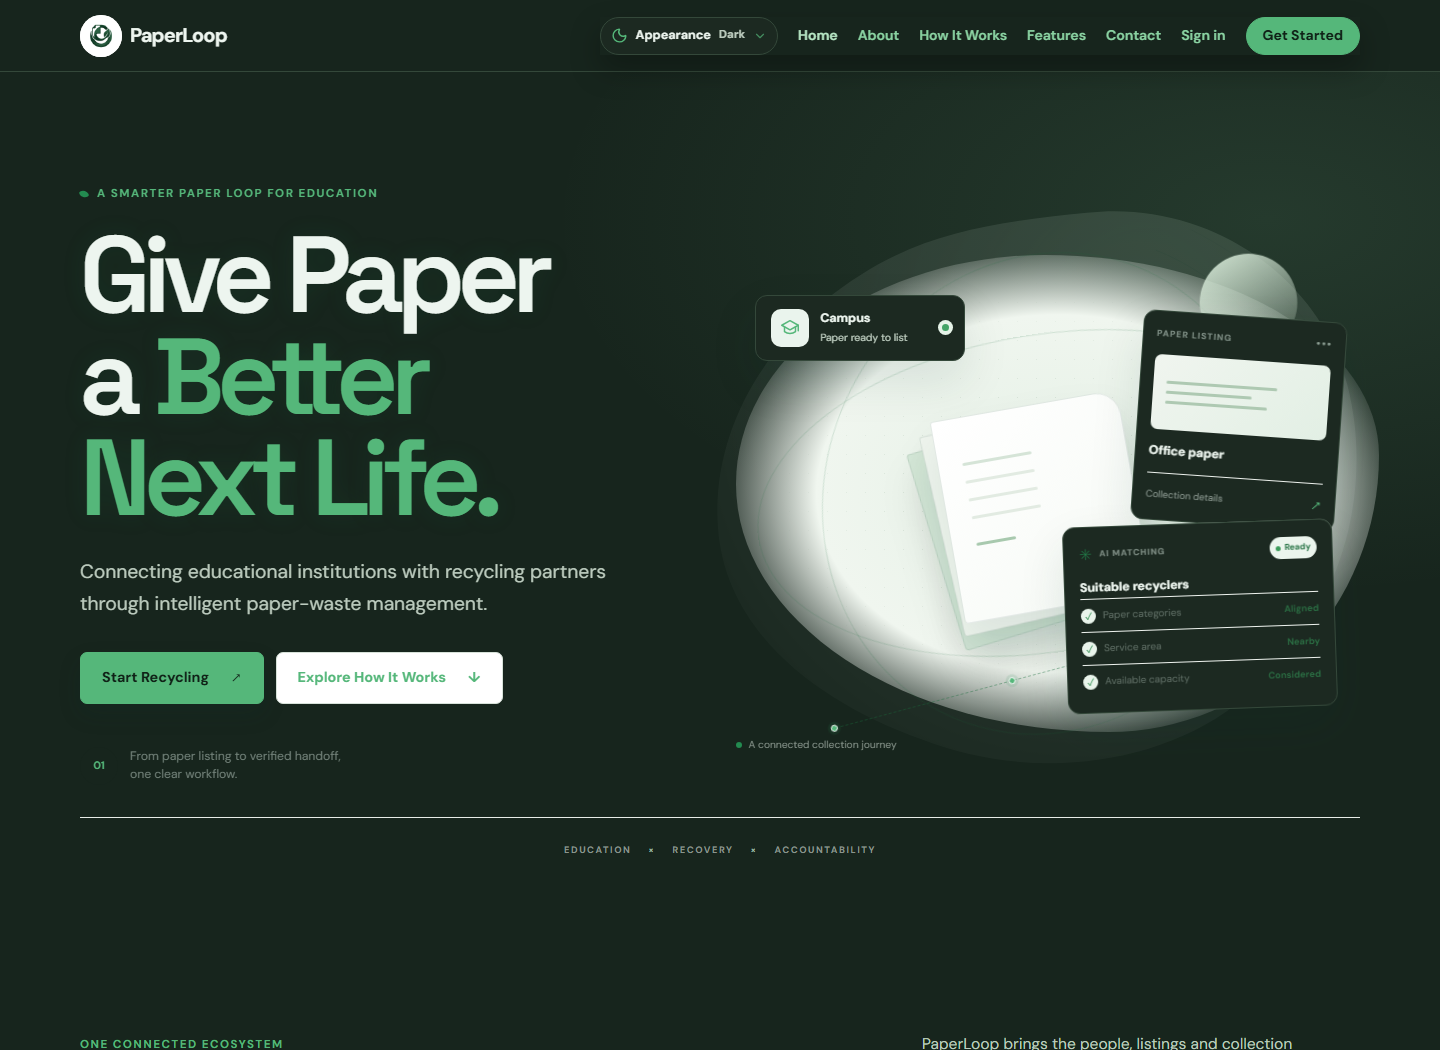 PaperLoop
Appearance Dark
Home
About
How It Works
Features
Contact
Sign in
Get Started
A SMARTER PAPER LOOP FOR EDUCATION
Give Paper
a Better
Next Life.
Connecting educational institutions with recycling partners
through intelligent paper-waste management.
Start Recycling
Explore How It Works
01
From paper listing to verified handoff,
one clear workflow.
Campus
Paper ready to list
PAPER LISTING
Office paper
Collection details
AI MATCHING
Ready
Suitable recyclers
Paper categories Aligned
Service area Nearby
Available capacity Considered
A connected collection journey
EDUCATION
RECOVERY
ACCOUNTABILITY
ONE CONNECTED ECOSYSTEM
PaperLoop brings the people, listings and collection